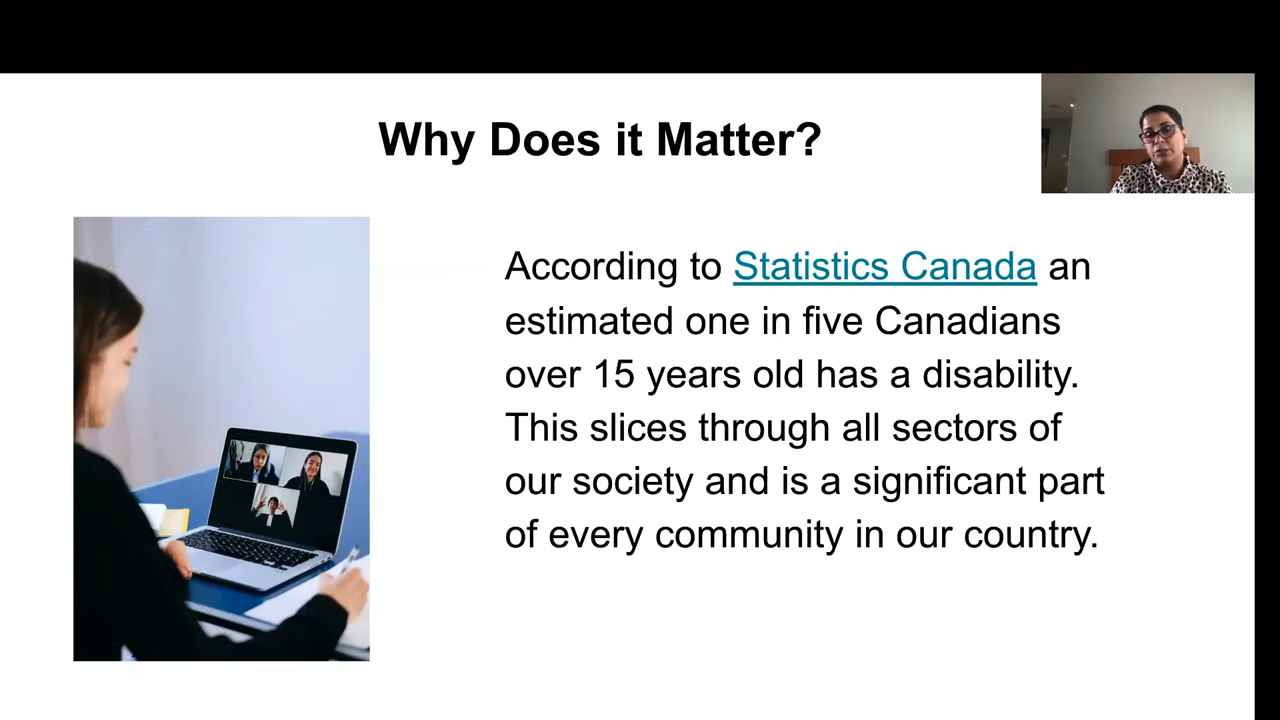 Why Does it Matter?
According to Statistics Canada an
estimated one in five Canadians
over 15 years old has a disability.
This slices through all sectors of
our society and is a significant part
of every community in our country.